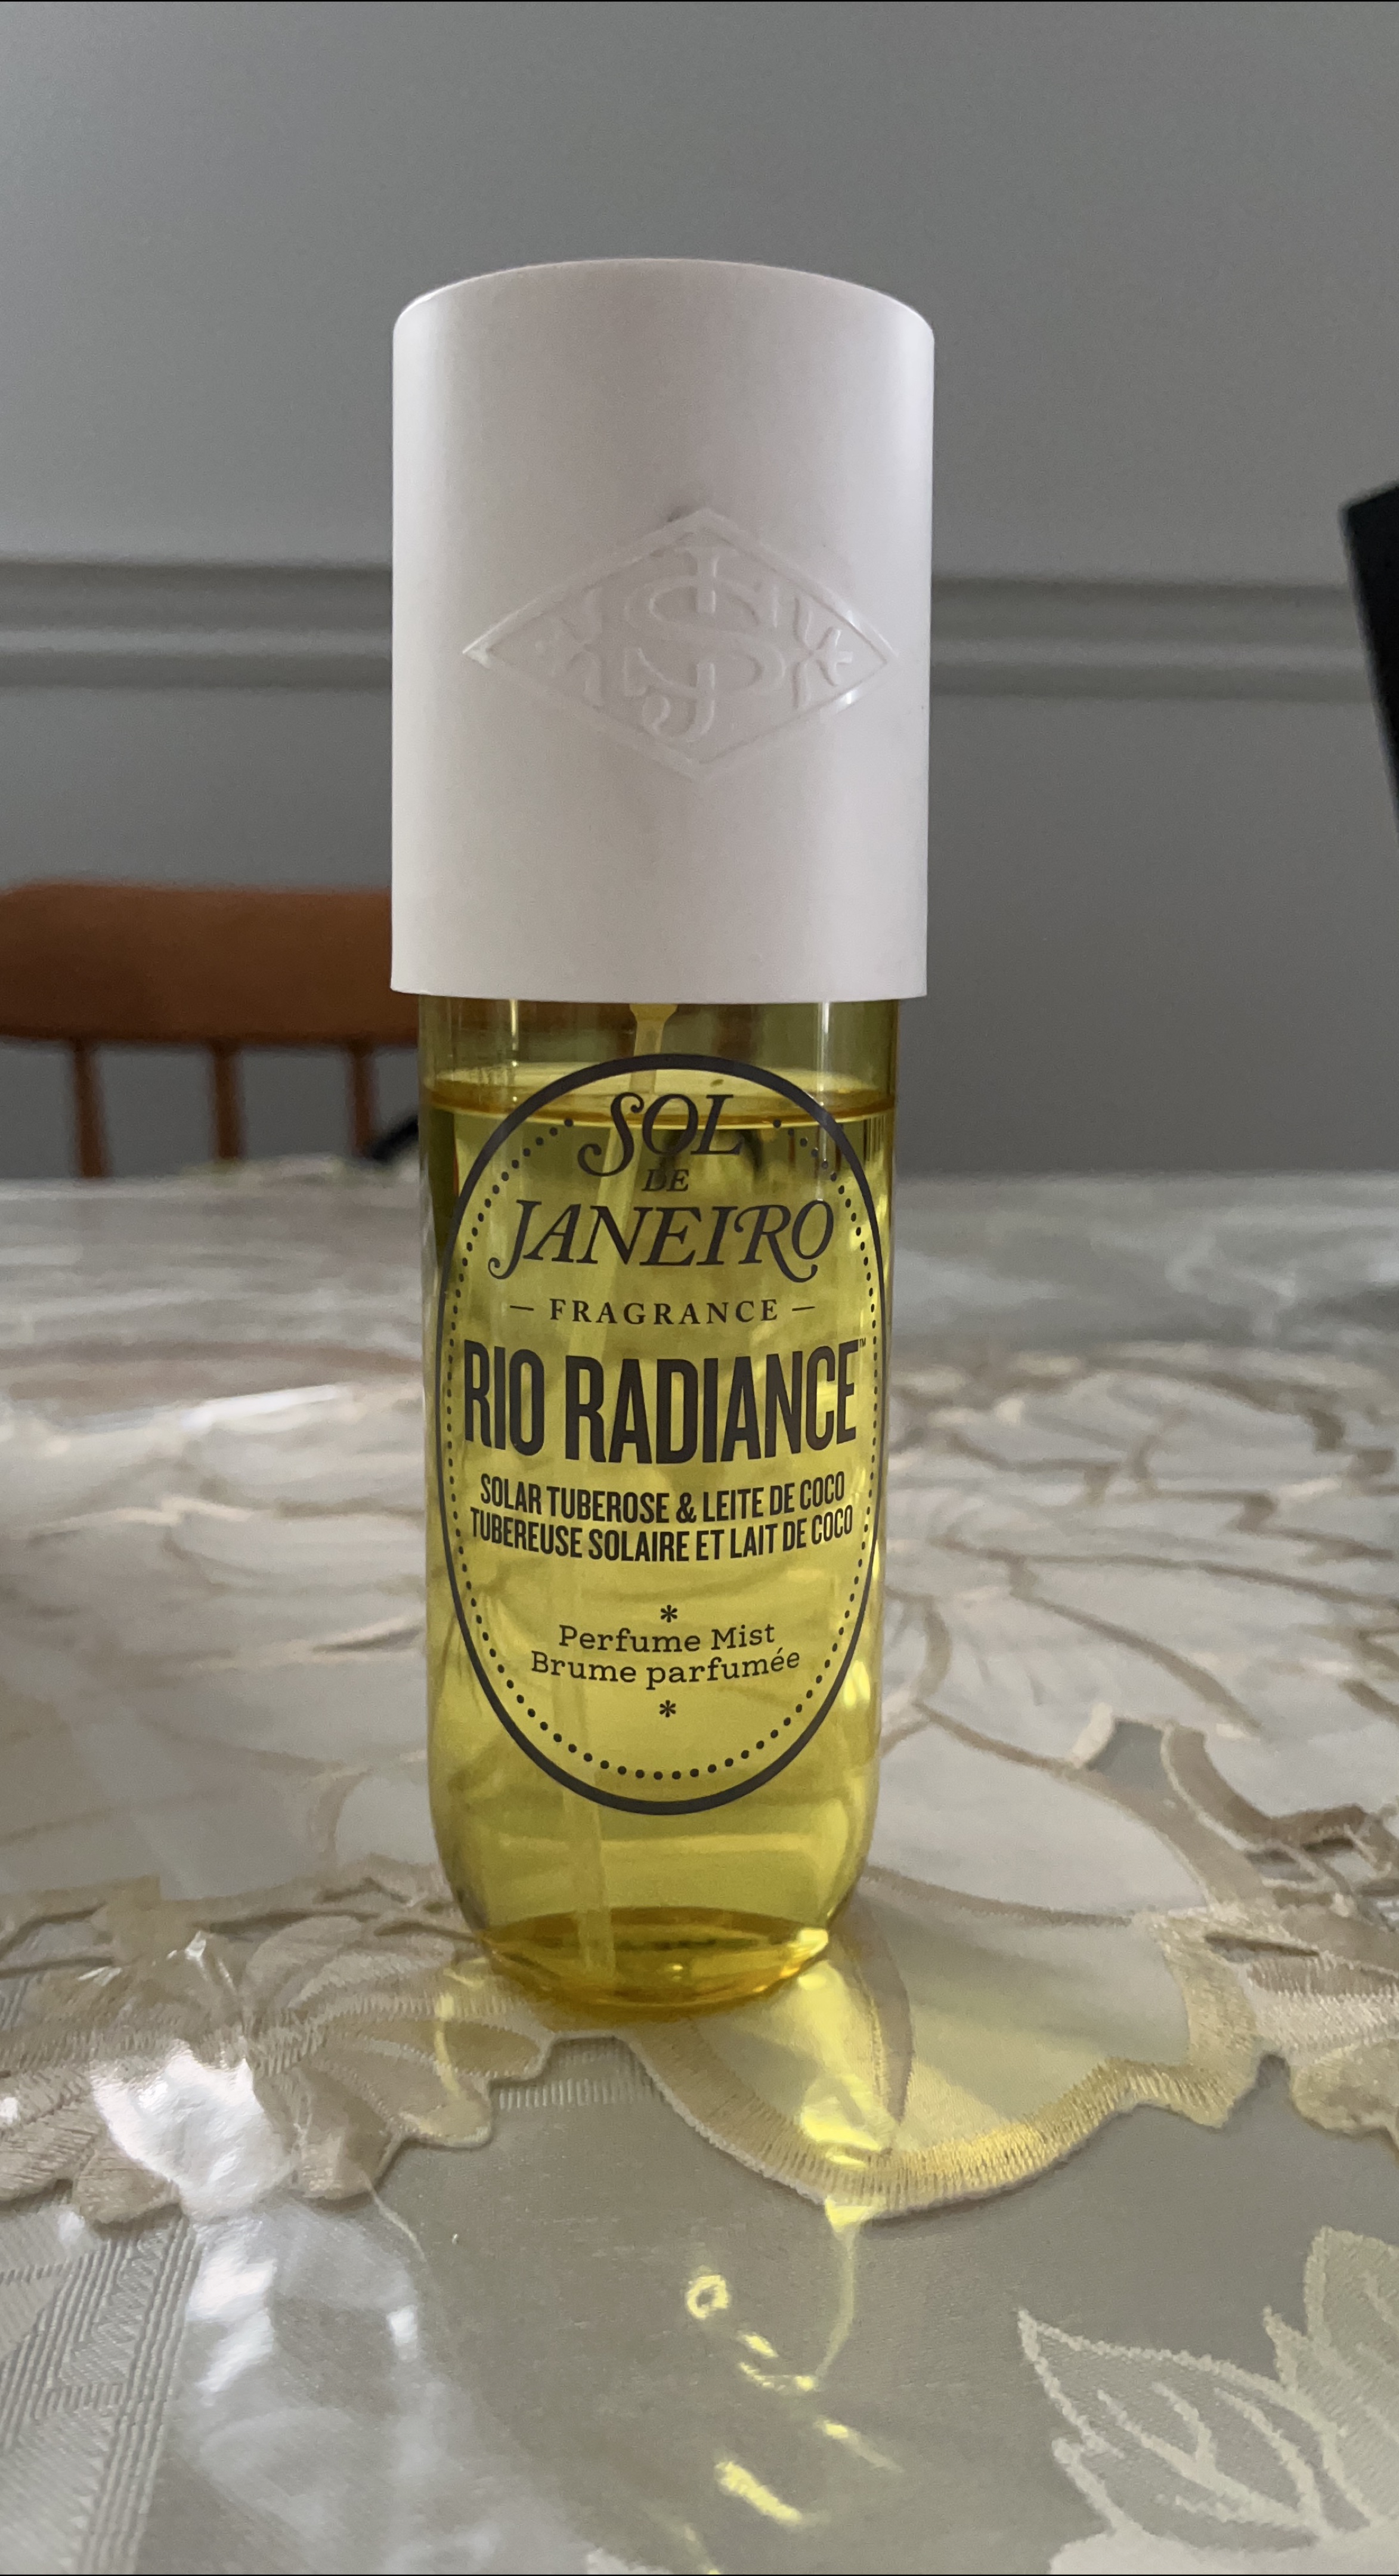 SJ
SOL
DE
JANEIRO
– FRAGRANCE –
RIO RADIANCE™
SOLAR TUBEROSE & LEITE DE COCO
TUBEREUSE SOLAIRE ET LAIT DE COCO
*
Perfume Mist
Brume parfumée
*